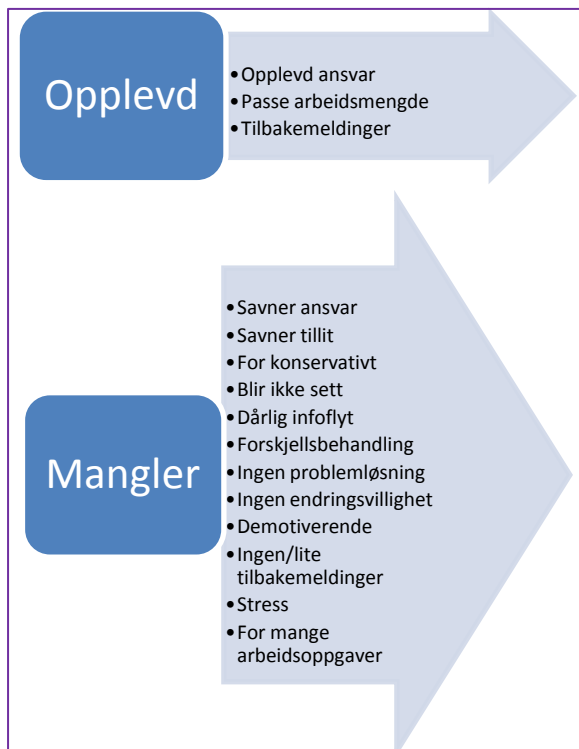 Opplevd
•Opplevd ansvar
•Passe arbeidsmengde
•Tilbakemeldinger
Mangler
•Savner ansvar
•Savner tillit
•For konservativt
•Blir ikke sett
•Dårlig infoflyt
•Forskjellsbehandling
•Ingen problemløsning
•Ingen endringsvillighet
•Demotiverende
•Ingen/lite
tilbakemeldinger
•Stress
•For mange
arbeidsoppgaver